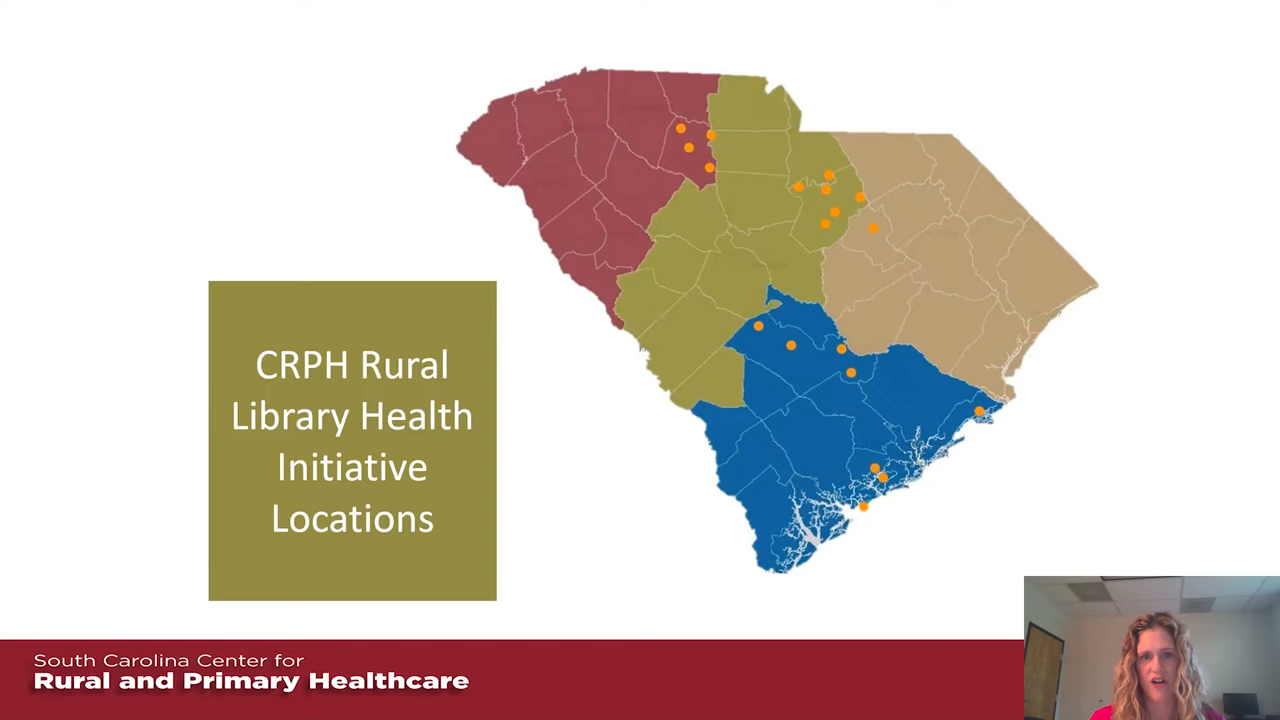 CRPH Rural
Library Health
Initiative
Locations
South Carolina Center for
Rural and Primary Healthcare